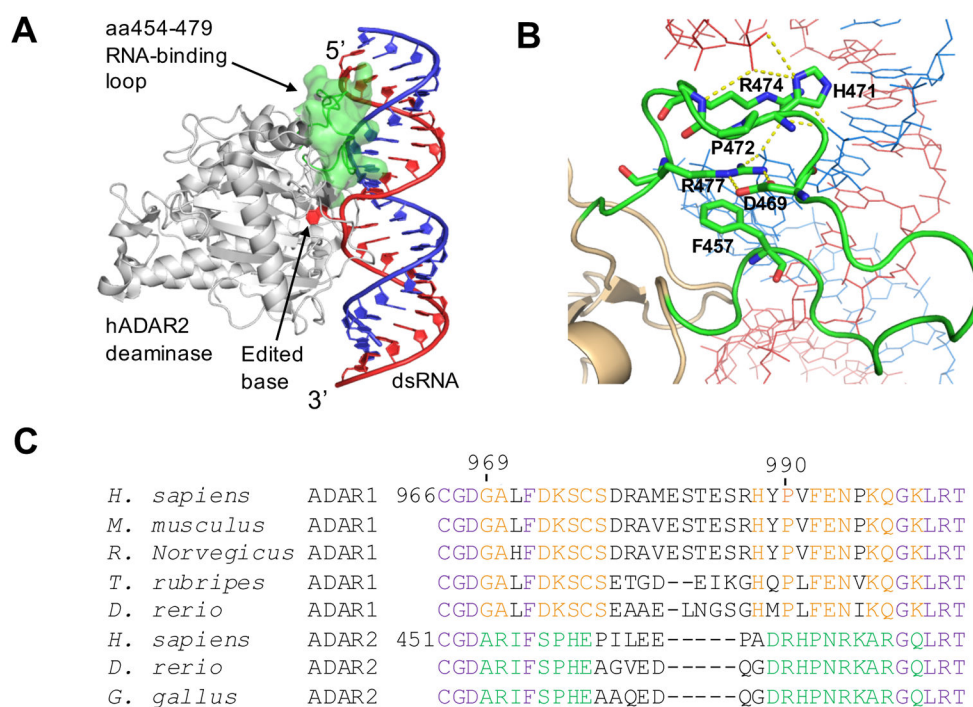 A
aa454-479
RNA-binding
loop
5’
hADAR2
deaminase
Edited
base
dsRNA
3’
B
R474
H471
P472
R477
D469
F457
C
969 990
H. sapiens ADAR1 966CGDGALFDKSCSDRAMESTESRHYPVFENPKQGKLRT
M. musculus ADAR1 CGDGALFDKSCSDRAVESTESRHYPVFENPKQGKLRT
R. Norvegicus ADAR1 CGDGAHFDKSCSDRAVESTESRHYPVFENPKQGKLRT
T. rubripes ADAR1 CGDGALFDKSCSETGD--EIKGHQPLFENVKQGKLRT
D. rerio ADAR1 CGDGALFDKSCSEAAE-LNGSGHMPLFENIKQGKLRT
H. sapiens ADAR2 451CGDARIFSPHEPILEE-----PADRHPNRKARGQLRT
D. rerio ADAR2 CGDARIFSPHEAGVED-----QGDRHPNRKARGQLRT
G. gallus ADAR2 CGDARIFSPHEAAQED-----QGDRHPNRKARGQLRT